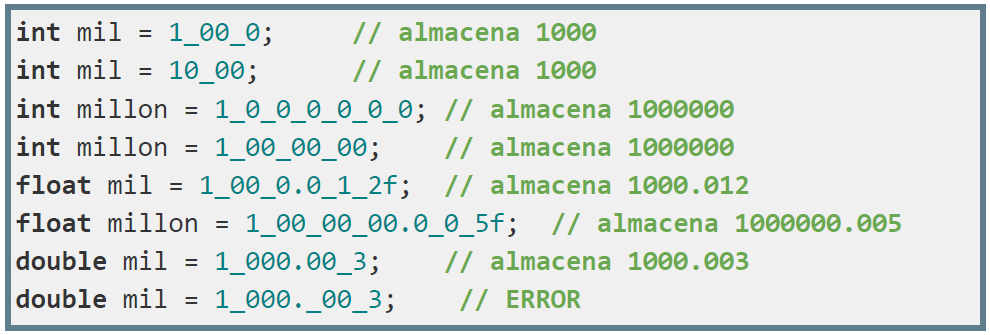 int mil = 1_00_0;     // almacena 1000
int mil = 10_00;      // almacena 1000
int millon = 1_0_0_0_0_0_0; // almacena 1000000
int millon = 1_00_00_00;    // almacena 1000000
float mil = 1_00_0.0_1_2f;  // almacena 1000.012
float millon = 1_00_00_00.0_0_5f;  // almacena 1000000.005
double mil = 1_000.00_3;    // almacena 1000.003
double mil = 1_000._00_3;    // ERROR